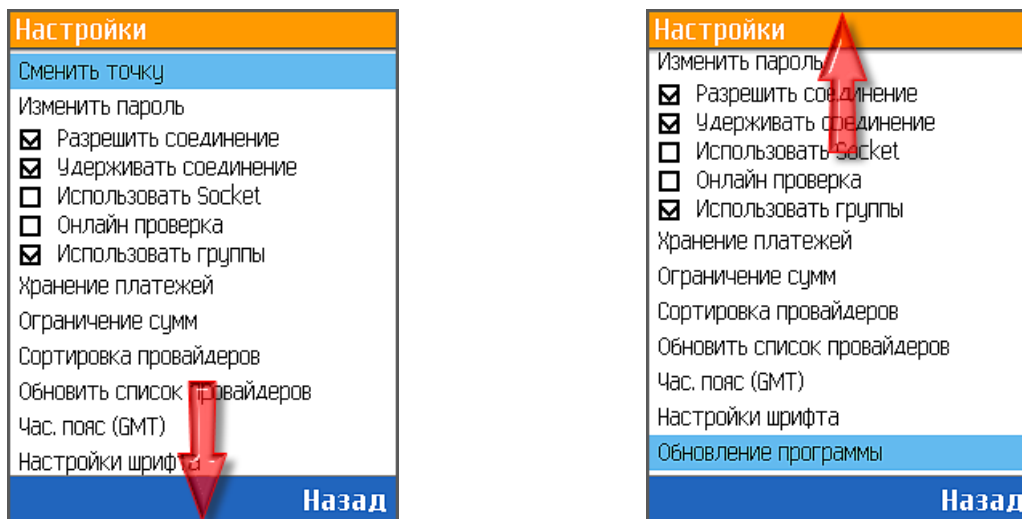 Настройки
Сменить точку
Изменить пароль
Разрешить соединение
Удерживать соединение
Использовать Socket
Онлайн проверка
Использовать группы
Хранение платежей
Ограничение сумм
Сортировка провайдеров
Обновить список провайдеров
Час. пояс (GMT)
Настройки шрифта
Назад
Настройки
Изменить пароль
Разрешить соединение
Удерживать соединение
Использовать Socket
Онлайн проверка
Использовать группы
Хранение платежей
Ограничение сумм
Сортировка провайдеров
Обновить список провайдеров
Час. пояс (GMT)
Настройки шрифта
Обновление программы
Назад